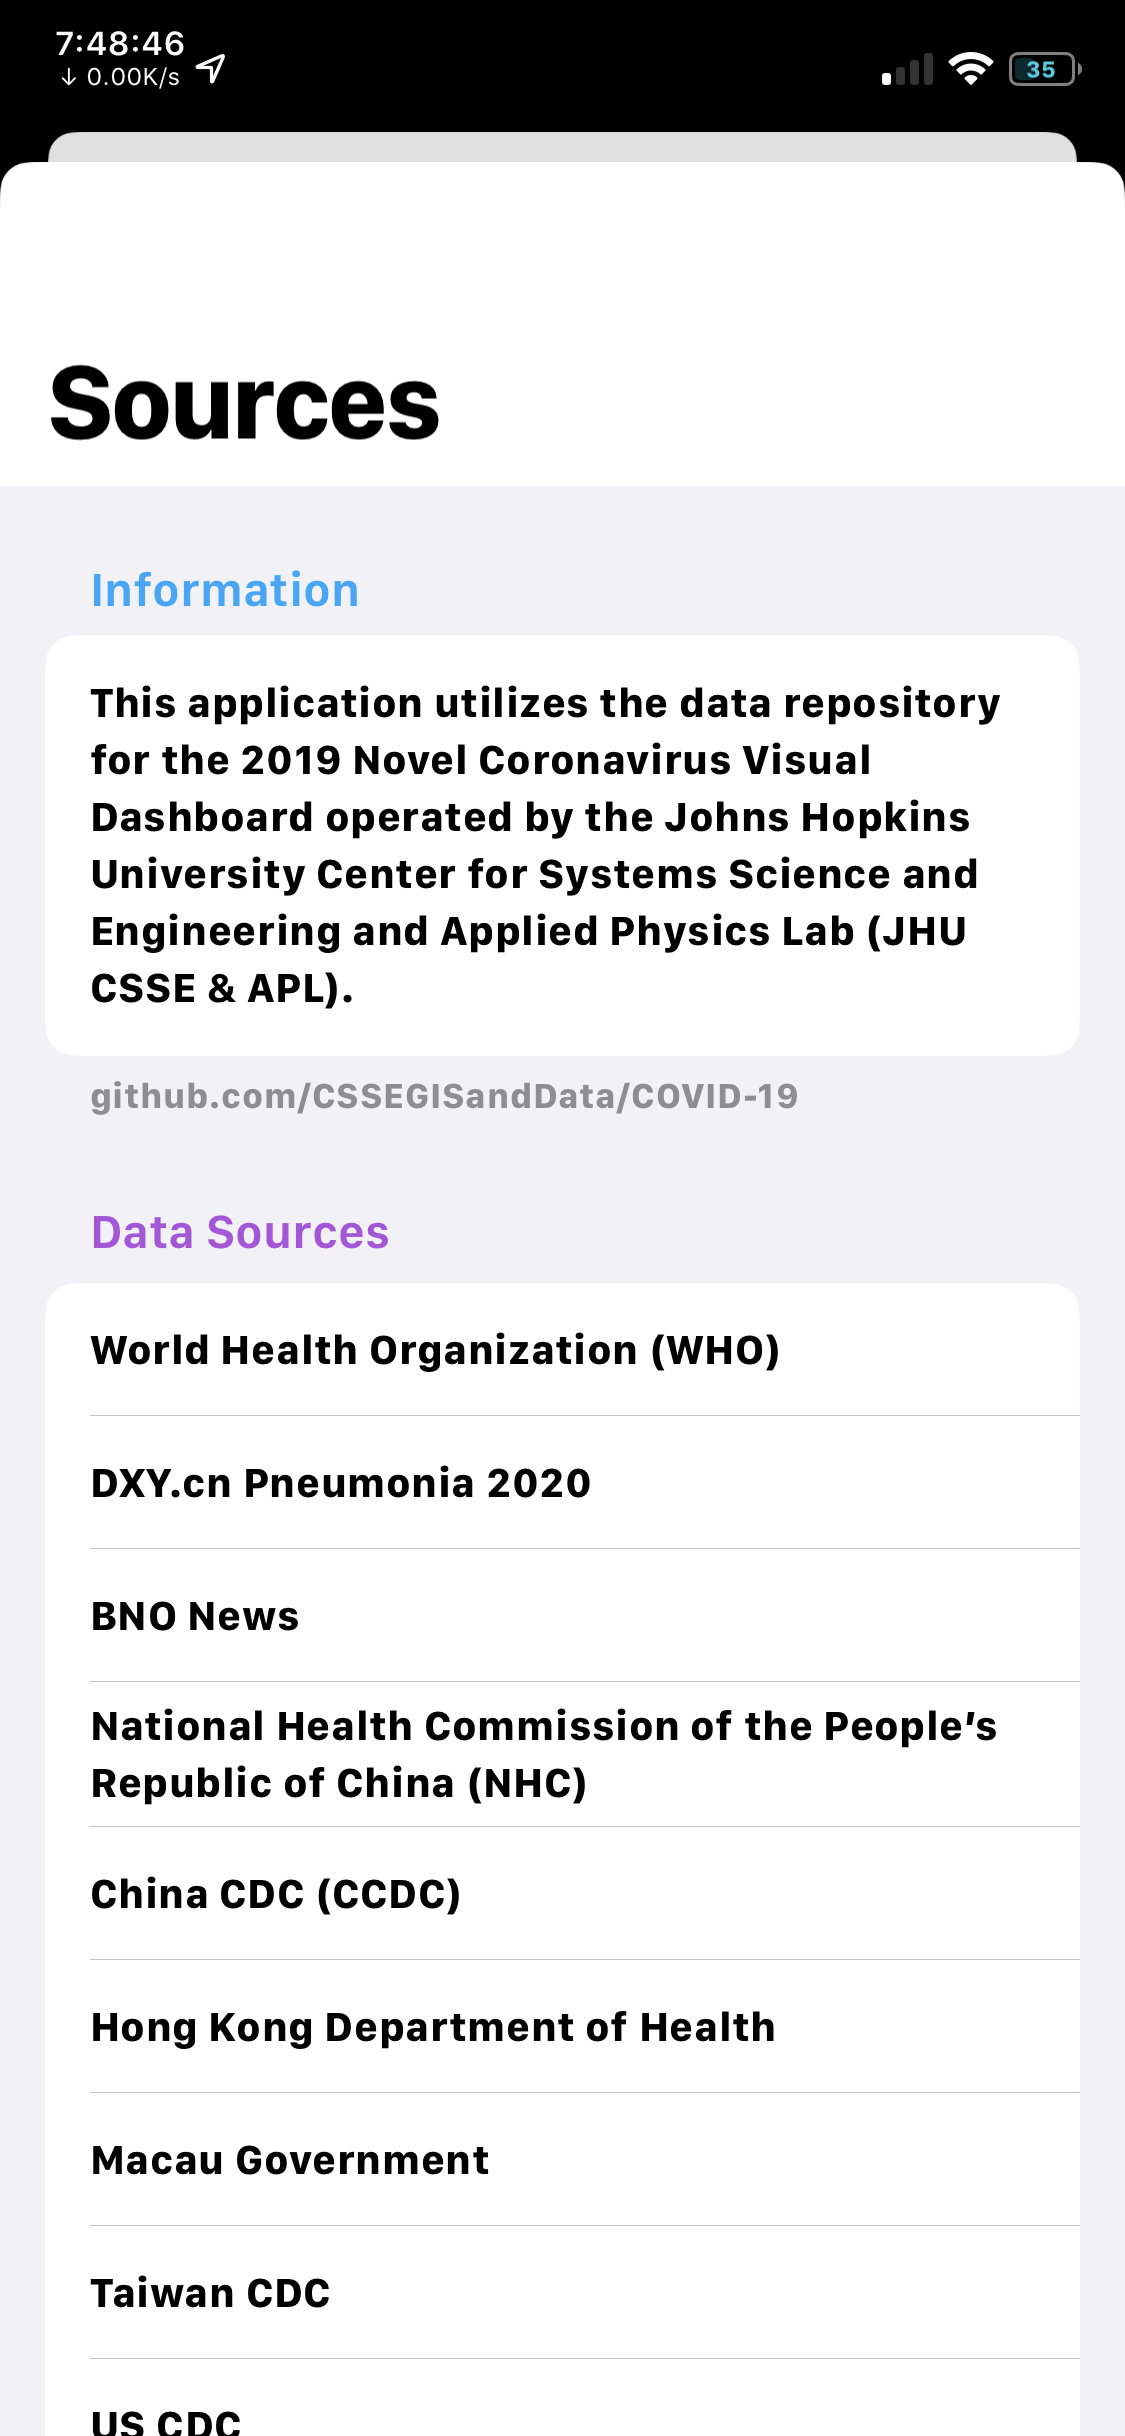 7:48:46
↓ 0.00K/s
35
Sources
Information
This application utilizes the data repository
for the 2019 Novel Coronavirus Visual
Dashboard operated by the Johns Hopkins
University Center for Systems Science and
Engineering and Applied Physics Lab (JHU
CSSE & APL).
github.com/CSSEGISandData/COVID-19
Data Sources
World Health Organization (WHO)
DXY.cn Pneumonia 2020
BNO News
National Health Commission of the People’s
Republic of China (NHC)
China CDC (CCDC)
Hong Kong Department of Health
Macau Government
Taiwan CDC
US CDC